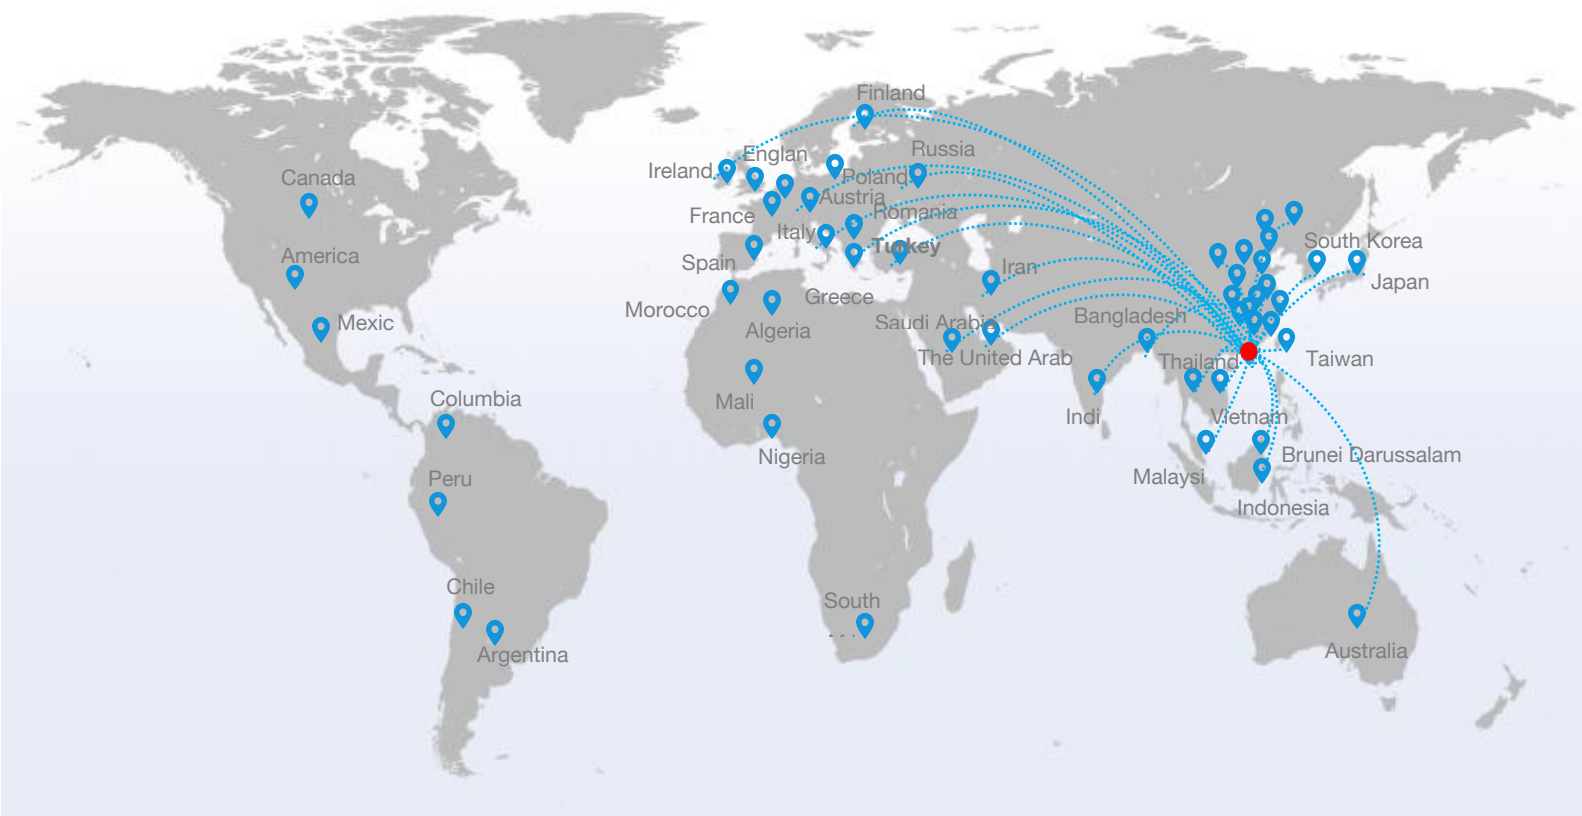 Finland
Russia
Englan
Ireland
Poland
Canada
Austria
France
Romania
Italy
South Korea
Turkey
America
Spain
Iran
Japan
Greece
Morocco
Bangladesh
Saudi Arabia
Mexic
Algeria
The United Arab
Taiwan
Thailand
Mali
Columbia
Indi
Vietnam
Nigeria
Brunei Darussalam
Peru
Malaysi
Indonesia
Chile
South
Australia
Argentina